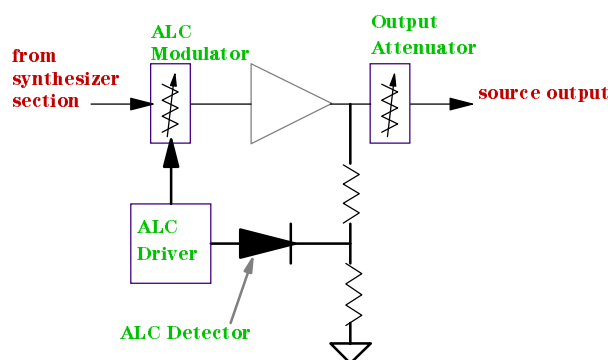 ALC
Modulator
Output
Attenuator
from
synthesizer
section
source output
ALC
Driver
ALC Detector